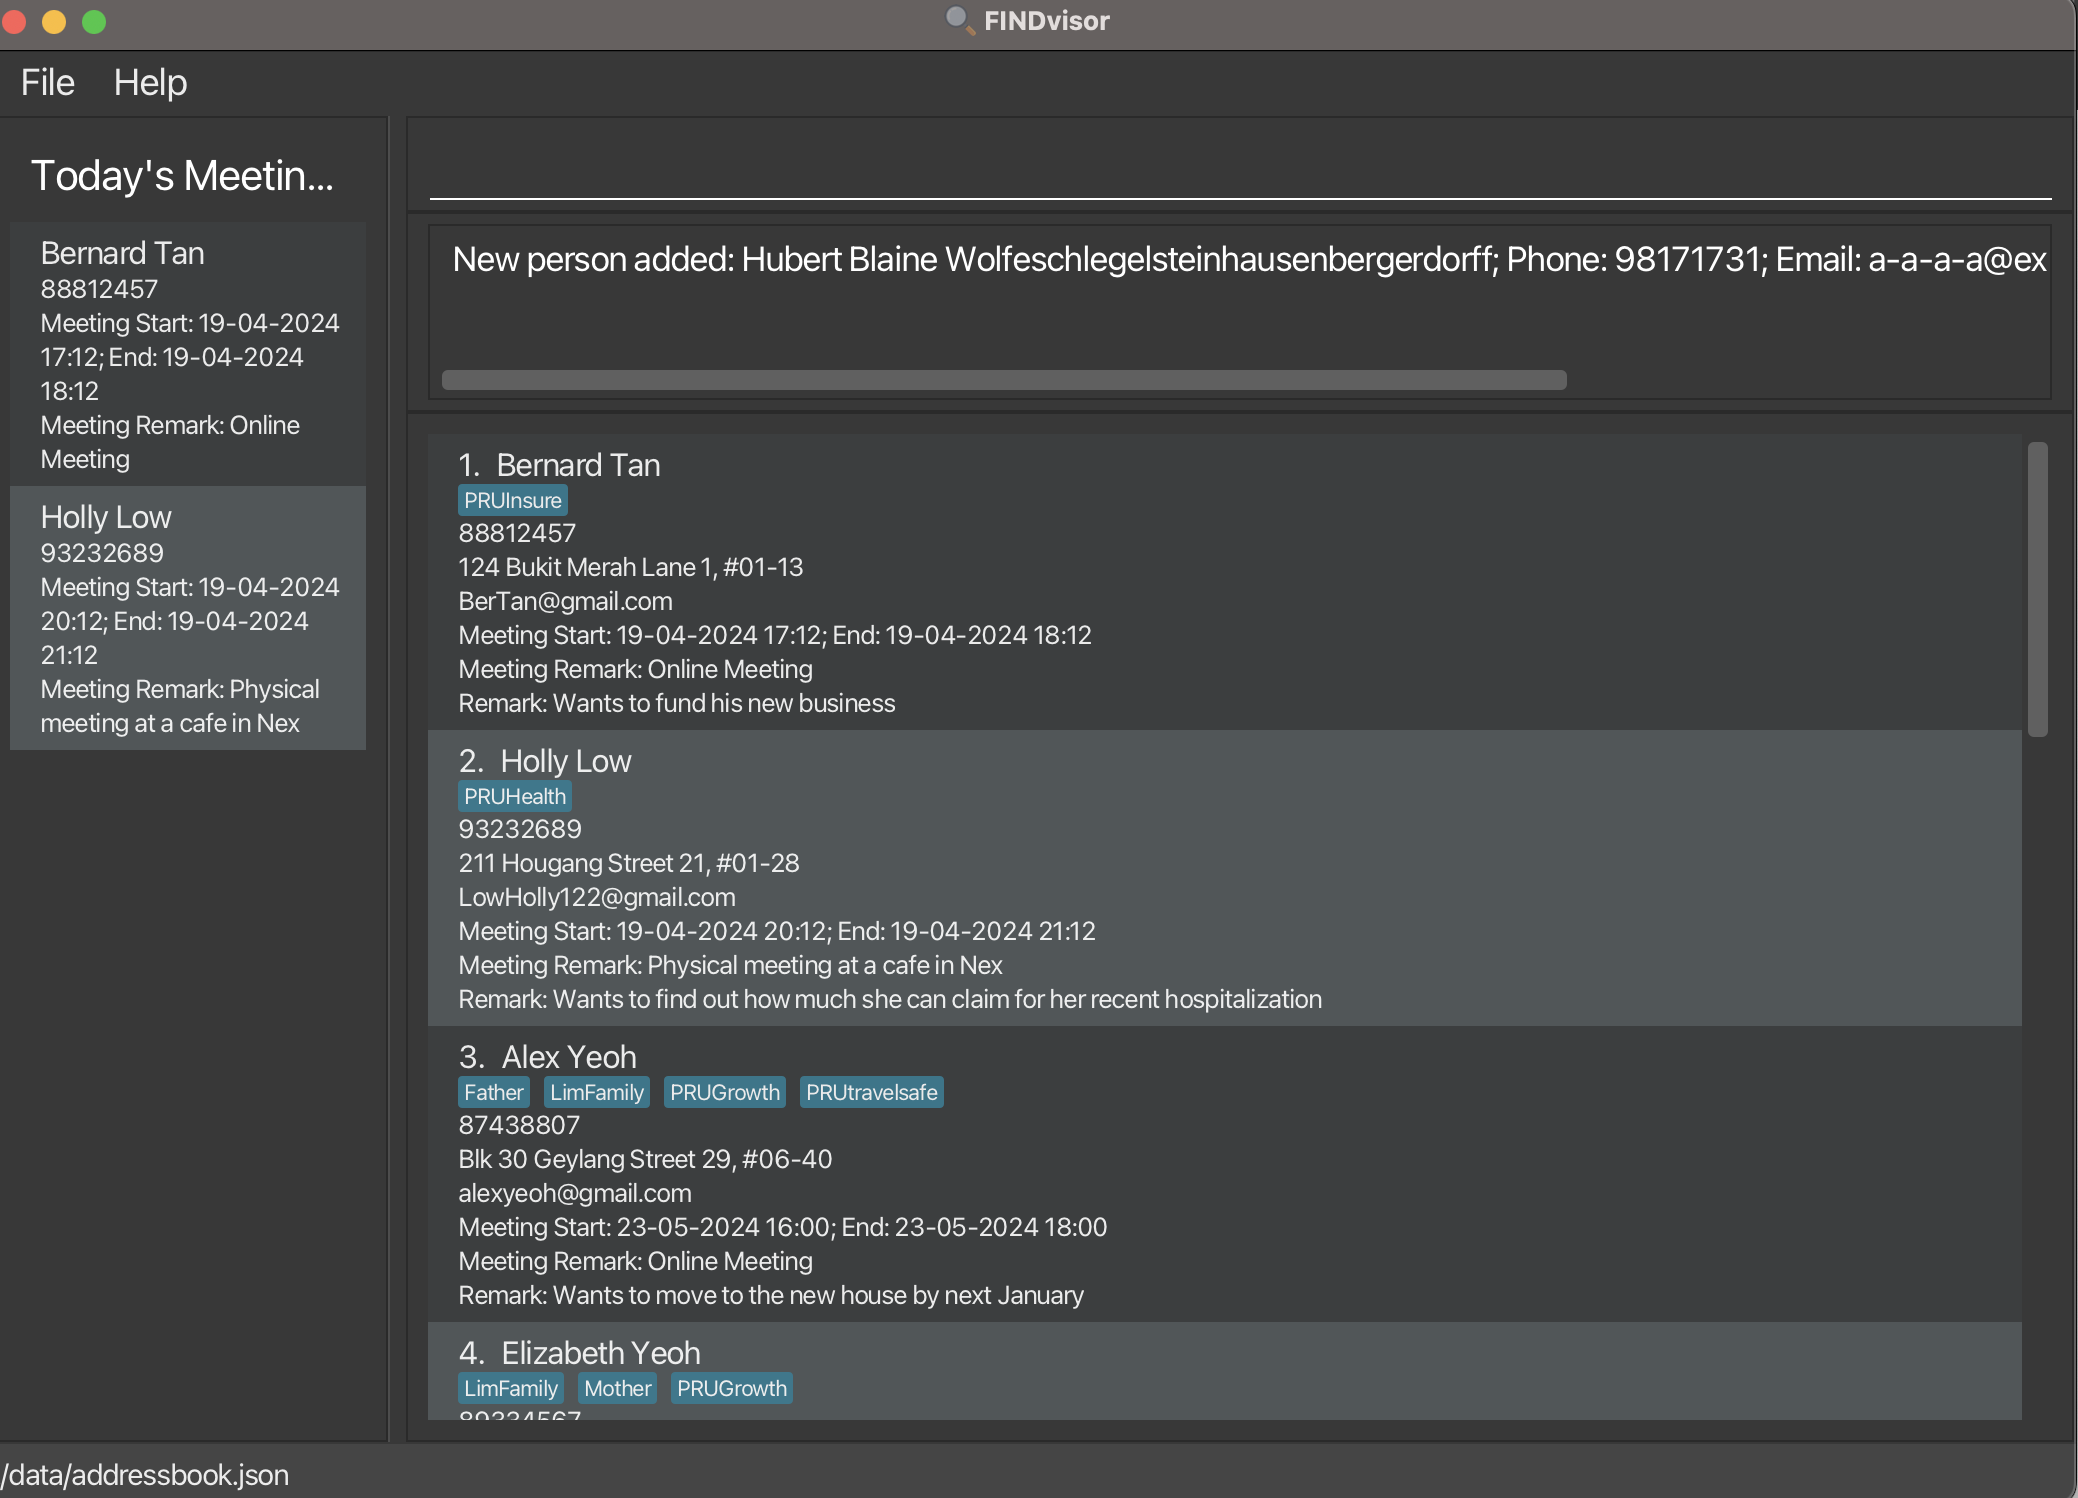 FINDvisor
File Help
Today's Meetin...
Bernard Tan
88812457
Meeting Start: 19-04-2024
17:12; End: 19-04-2024
18:12
Meeting Remark: Online
Meeting
Holly Low
93232689
Meeting Start: 19-04-2024
20:12; End: 19-04-2024
21:12
Meeting Remark: Physical
meeting at a cafe in Nex
New person added: Hubert Blaine Wolfeschlegelsteinhausenbergerdorff; Phone: 98171731; Email: a-a-a-a@ex
1. Bernard Tan
PRUInsure
88812457
124 Bukit Merah Lane 1, #01-13
BerTan@gmail.com
Meeting Start: 19-04-2024 17:12; End: 19-04-2024 18:12
Meeting Remark: Online Meeting
Remark: Wants to fund his new business
2. Holly Low
PRUHealth
93232689
211 Hougang Street 21, #01-28
LowHolly122@gmail.com
Meeting Start: 19-04-2024 20:12; End: 19-04-2024 21:12
Meeting Remark: Physical meeting at a cafe in Nex
Remark: Wants to find out how much she can claim for her recent hospitalization
3. Alex Yeoh
Father LimFamily PRUGrowth PRUtravelsafe
87438807
Blk 30 Geylang Street 29, #06-40
alexyeoh@gmail.com
Meeting Start: 23-05-2024 16:00; End: 23-05-2024 18:00
Meeting Remark: Online Meeting
Remark: Wants to move to the new house by next January
4. Elizabeth Yeoh
LimFamily Mother PRUGrowth
/data/addressbook.json